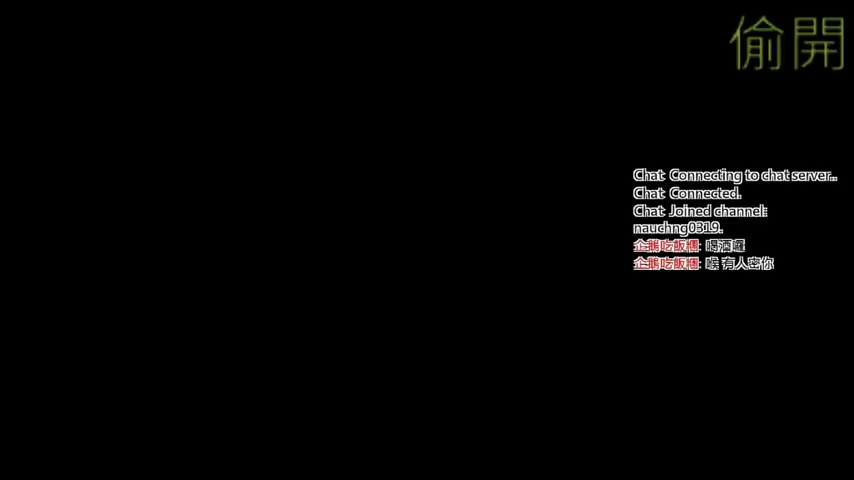 偷開
Chat: Connecting to chat server..
Chat: Connected.
Chat: Joined channel:
nauchng0319.
企鵝吃飯糰: 喝酒囉
企鵝吃飯糰: 喉 有人密你